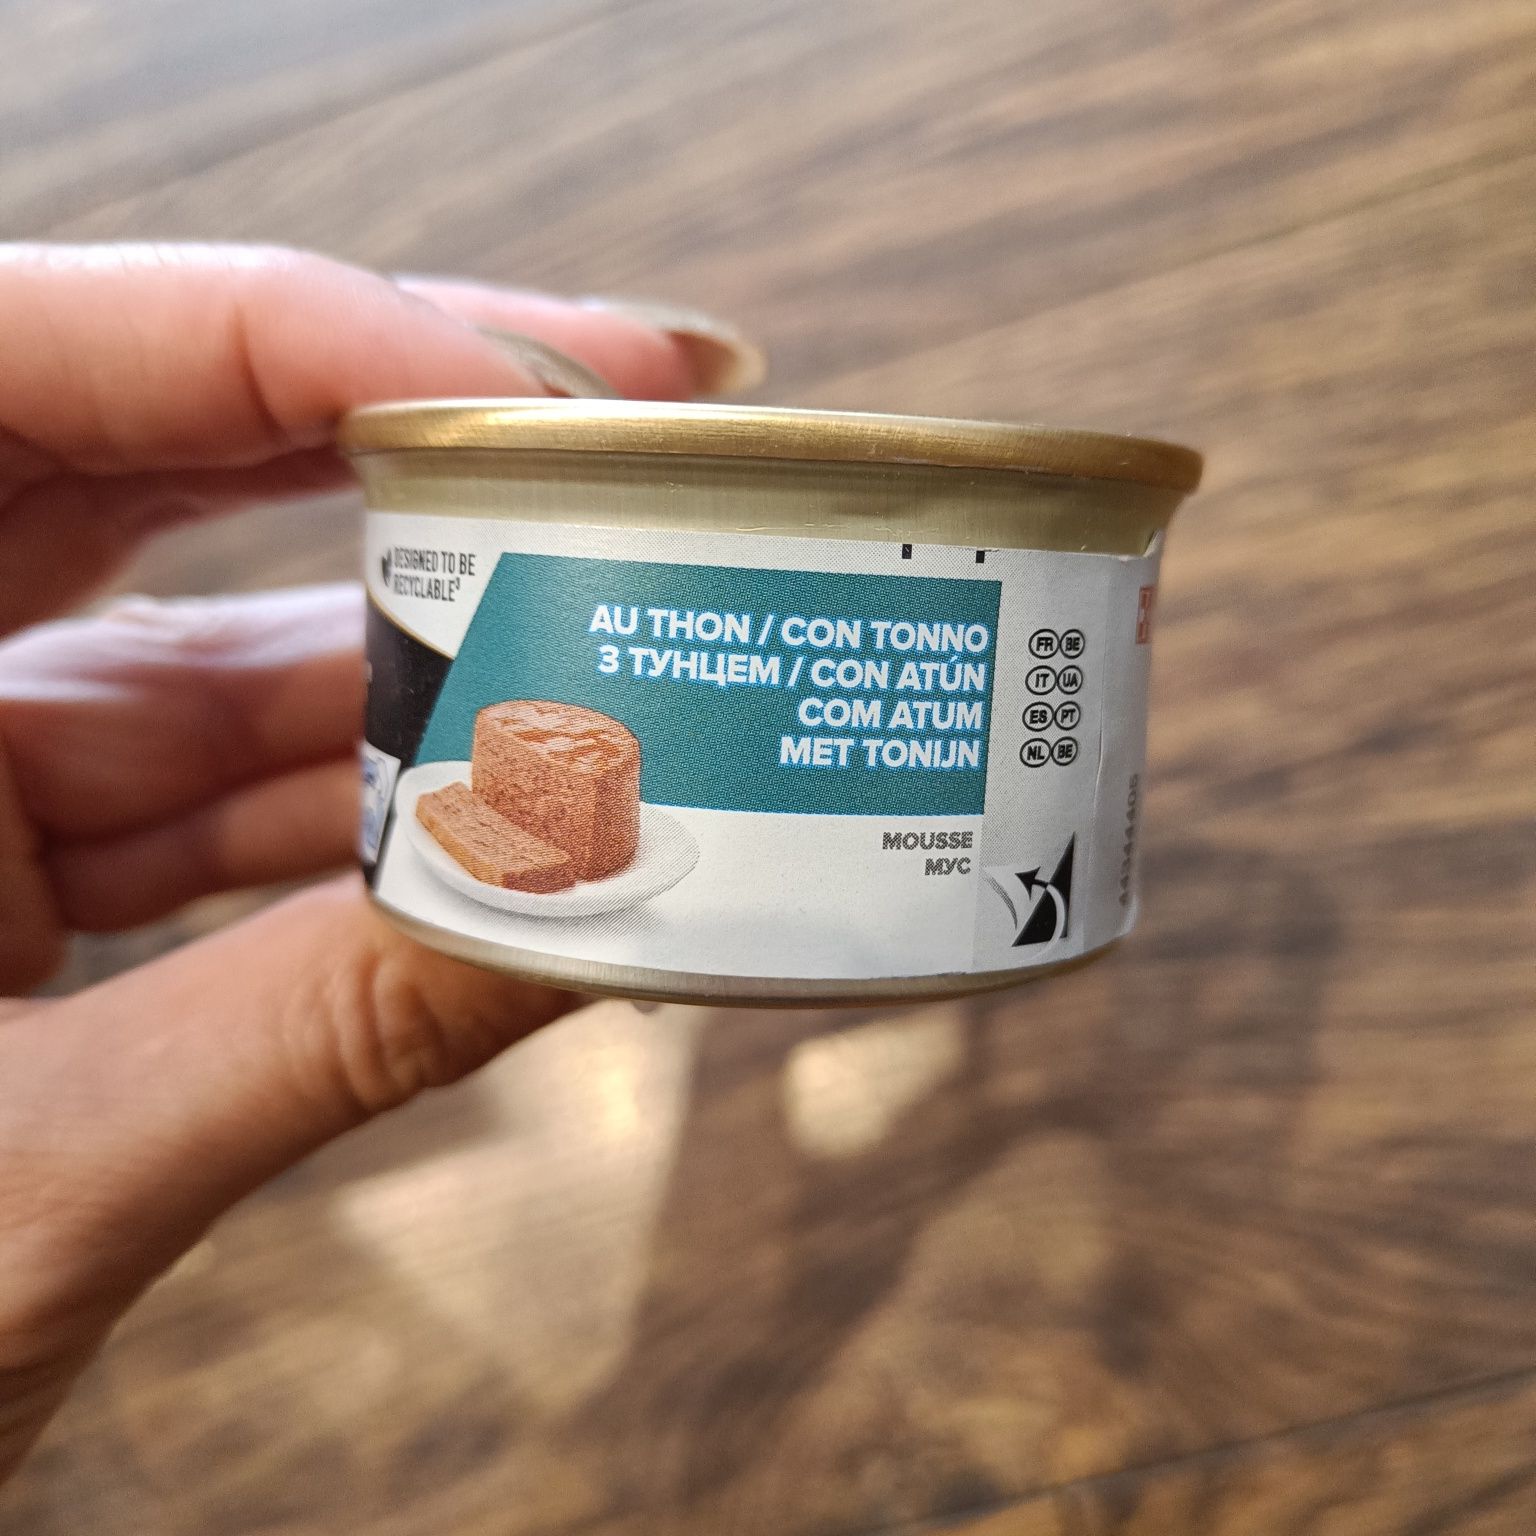 DESIGNED TO BE
RECYCLABLE³
AU THON / CON TONNO
З ТУНЦЕМ / CON ATÚN
COM ATUM
MET TONIJN
MOUSSE
МУС
FR BE
IT UA
ES PT
NL BE